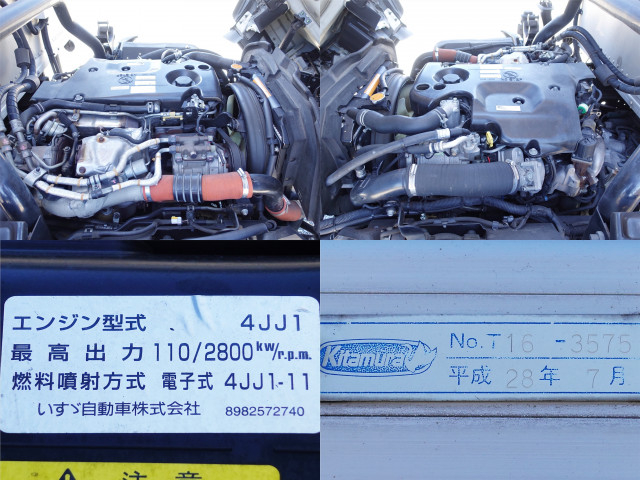 エンジン型式 4JJ1
最高出力 110/2800kW/r.p.m.
燃料噴射方式 電子式 4JJ1-11
いすゞ自動車株式会社 8982572740
注意
Kitamura
No.T16-3575
平成 28年 7月